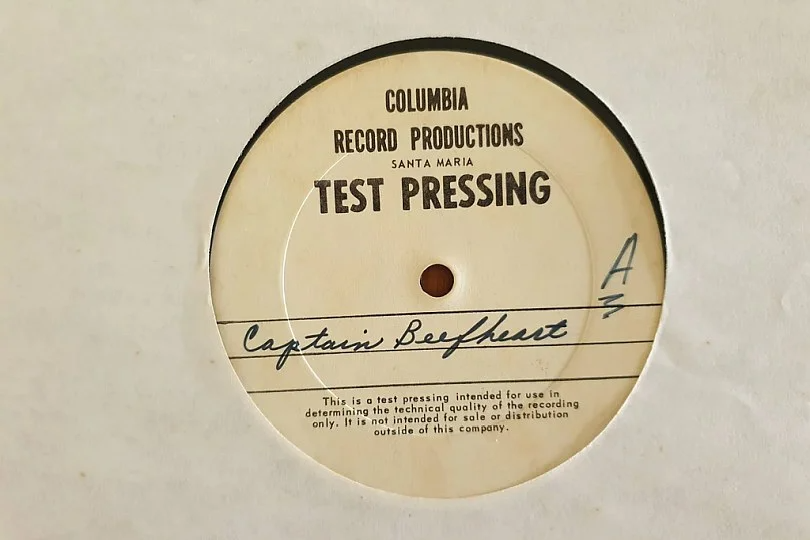 COLUMBIA
RECORD PRODUCTIONS
SANTA MARIA
TEST PRESSING
A
3
Captain Beefheart
This is a test pressing intended for use in
determining the technical quality of the recording
only. It is not intended for sale or distribution
outside of this company.